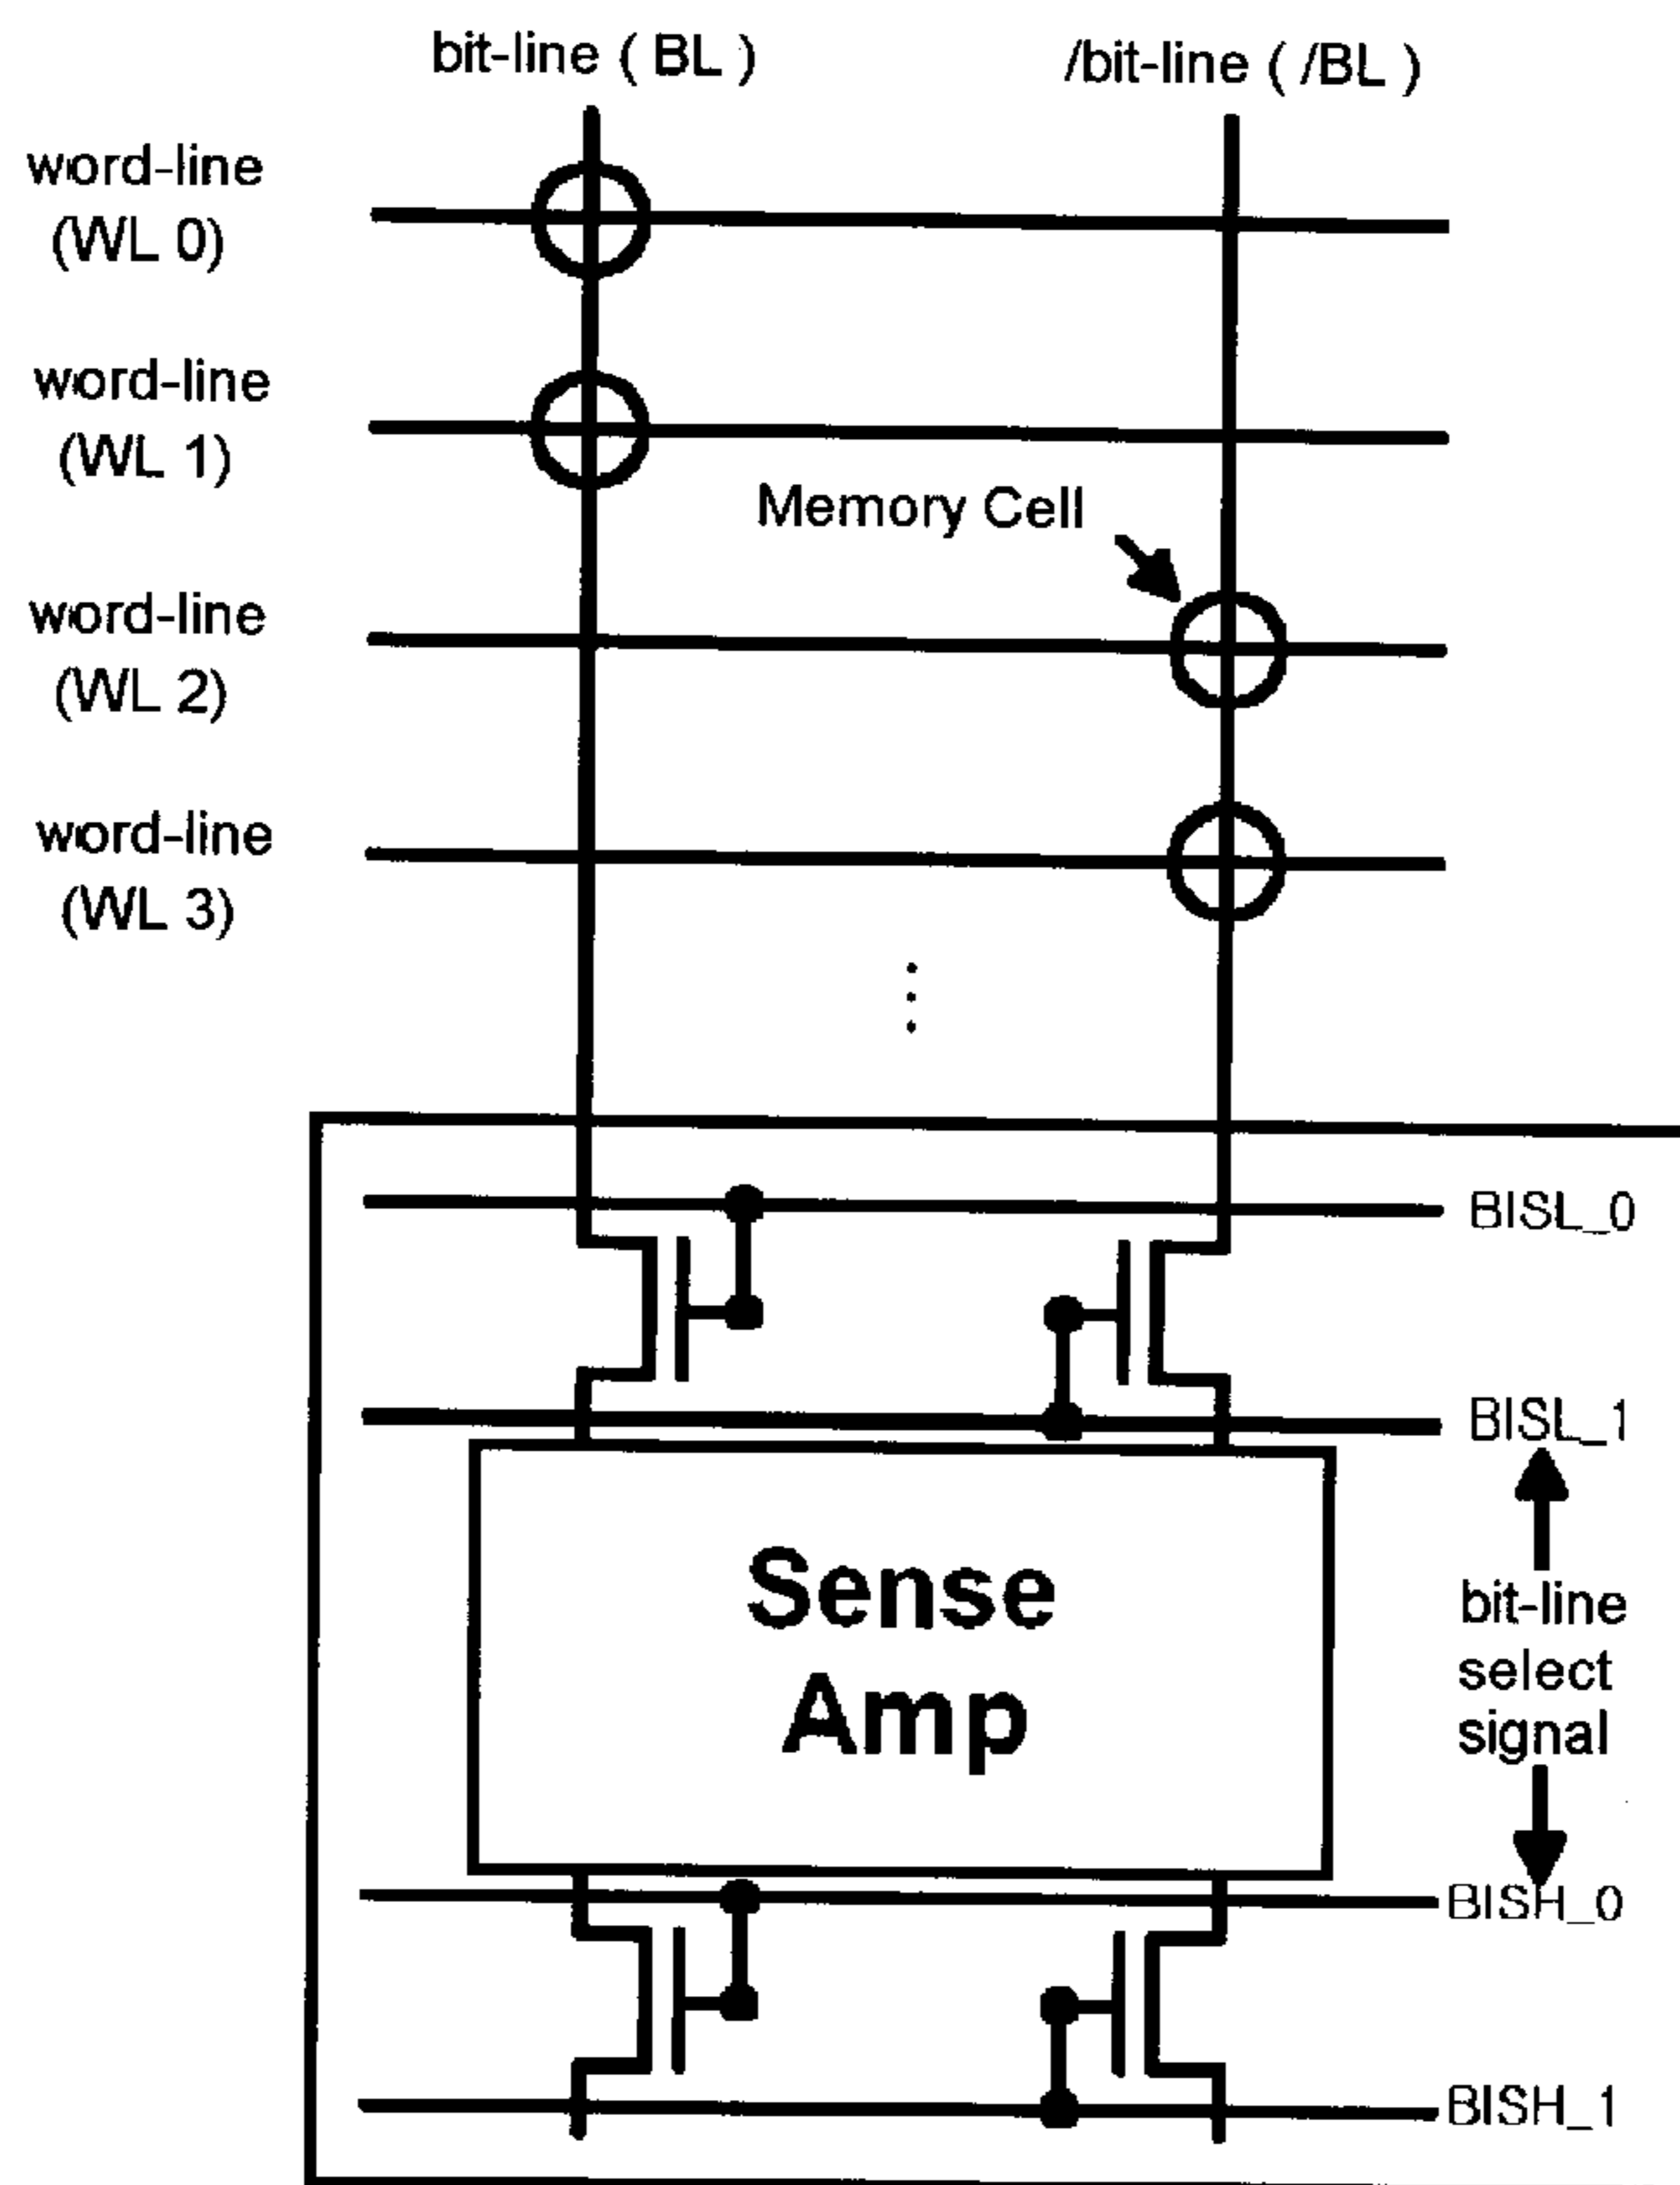 bit-line ( BL )
/bit-line ( /BL )
word-line
(WL 0)
word-line
(WL 1)
Memory Cell
word-line
(WL 2)
word-line
(WL 3)
BISL_0
BISL_1
Sense
Amp
bit-line
select
signal
BISH_0
BISH_1